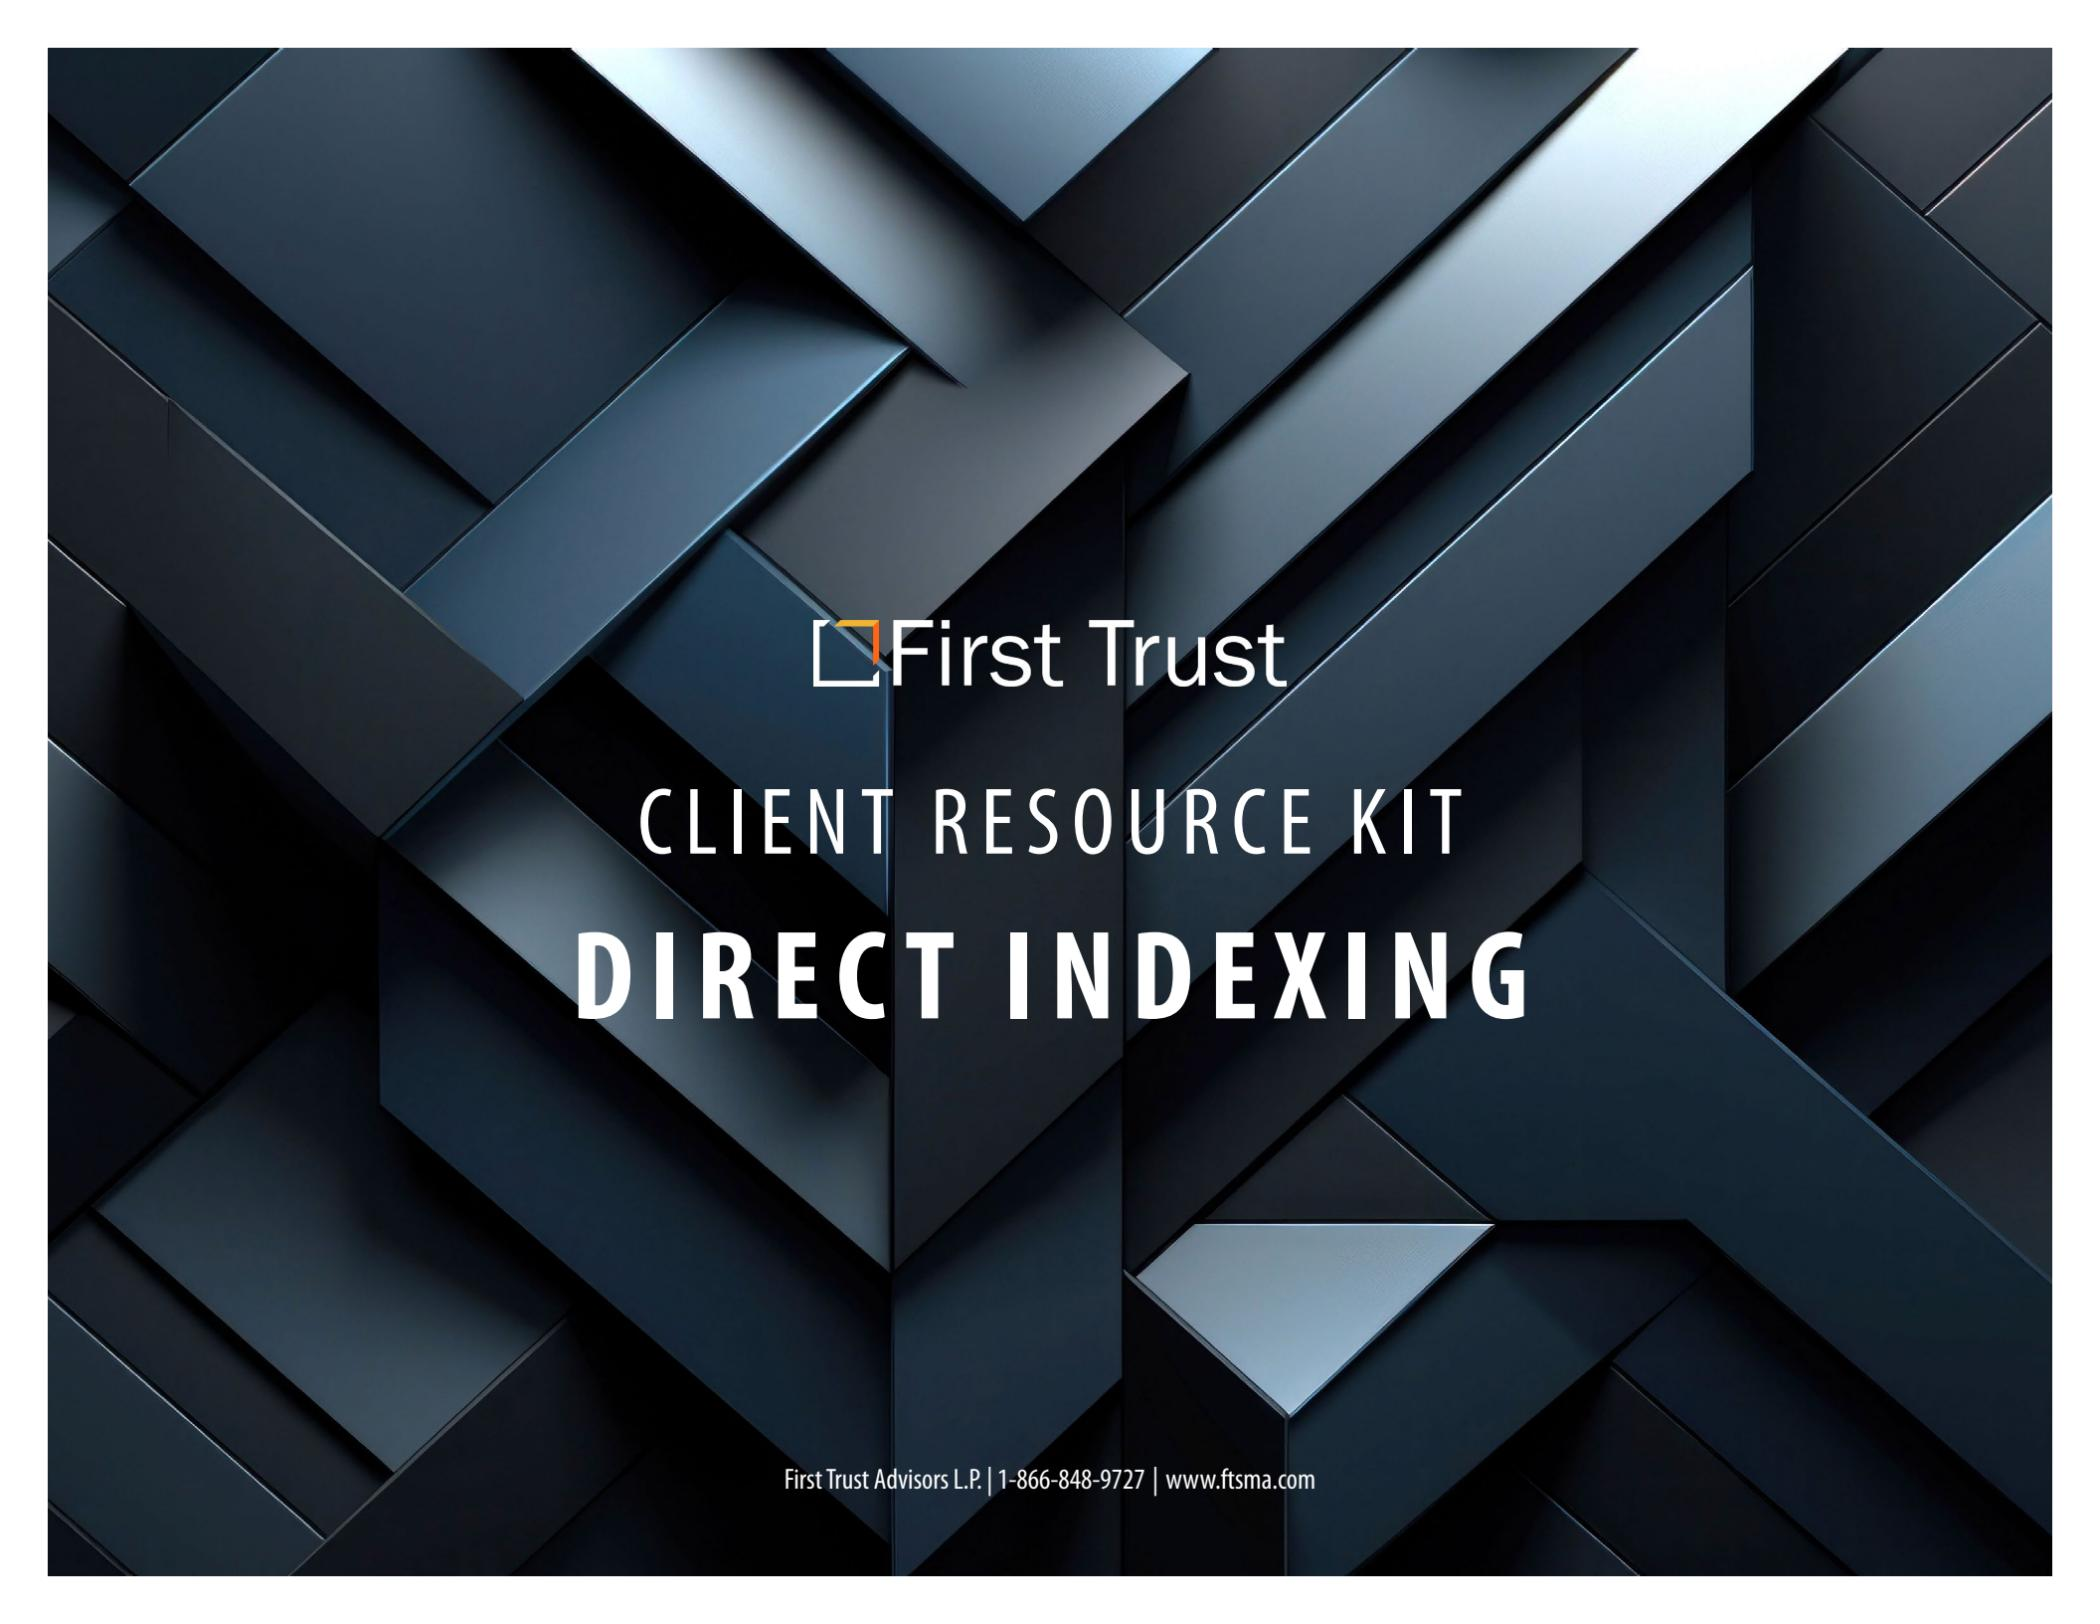 First Trust
CLIENT RESOURCE KIT
DIRECT INDEXING
First Trust Advisors L.P. | 1-866-848-9727 | www.ftsma.com